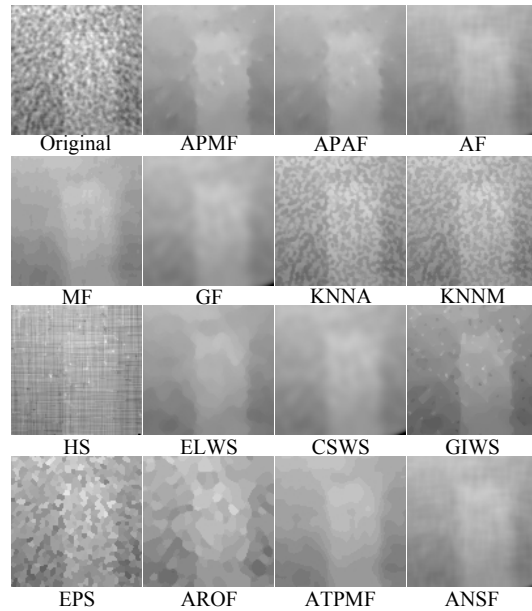 Original APMF APAF AF
MF GF KNNA KNNM
HS ELWS CSWS GIWS
EPS AROF ATPMF ANSF